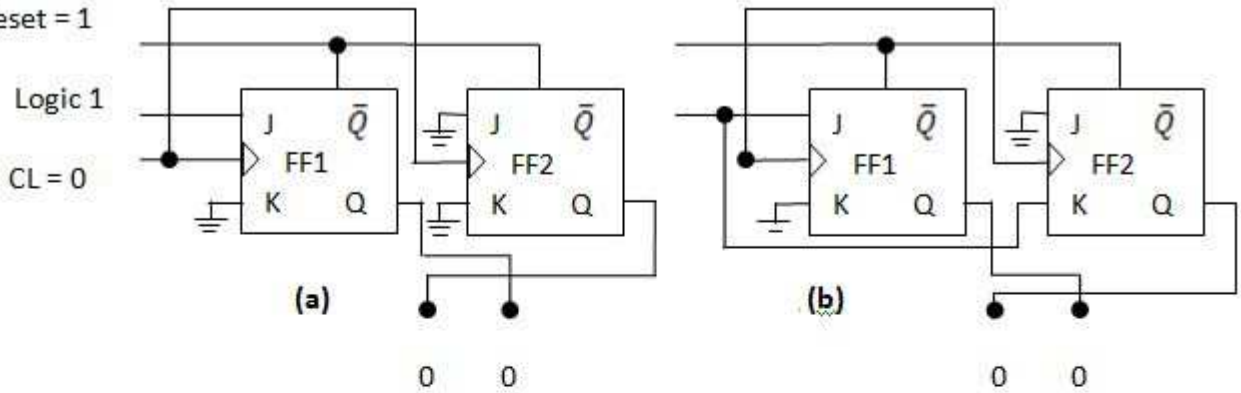 eset = 1
Logic 1
CL = 0
J Q̅
FF1
K Q
J Q̅
FF2
K Q
(a)
0 0
J Q̅
FF1
K Q
J Q̅
FF2
K Q
(b)
0 0